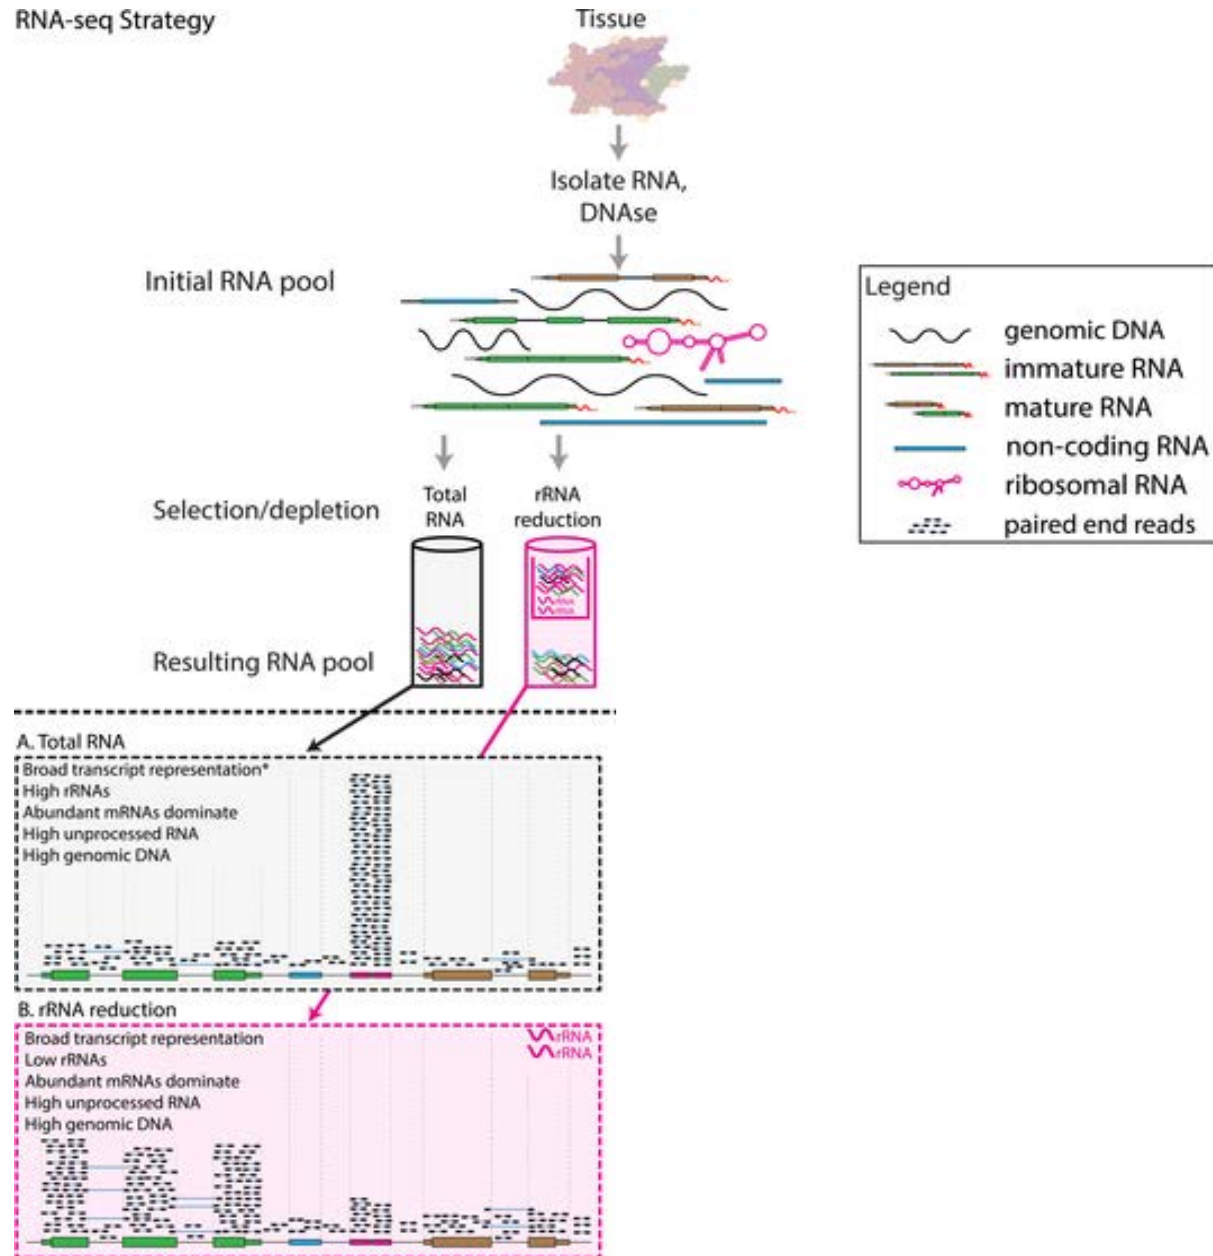 RNA-seq Strategy
Tissue
Isolate RNA,
DNAse
Initial RNA pool
Legend
genomic DNA
immature RNA
mature RNA
non-coding RNA
ribosomal RNA
paired end reads
Selection/depletion
Total
RNA
rRNA
reduction
rRNA
rRNA
Resulting RNA pool
A. Total RNA
Broad transcript representation*
High rRNAs
Abundant mRNAs dominate
High unprocessed RNA
High genomic DNA
B. rRNA reduction
Broad transcript representation
Low rRNAs
Abundant mRNAs dominate
High unprocessed RNA
High genomic DNA
rRNA
rRNA